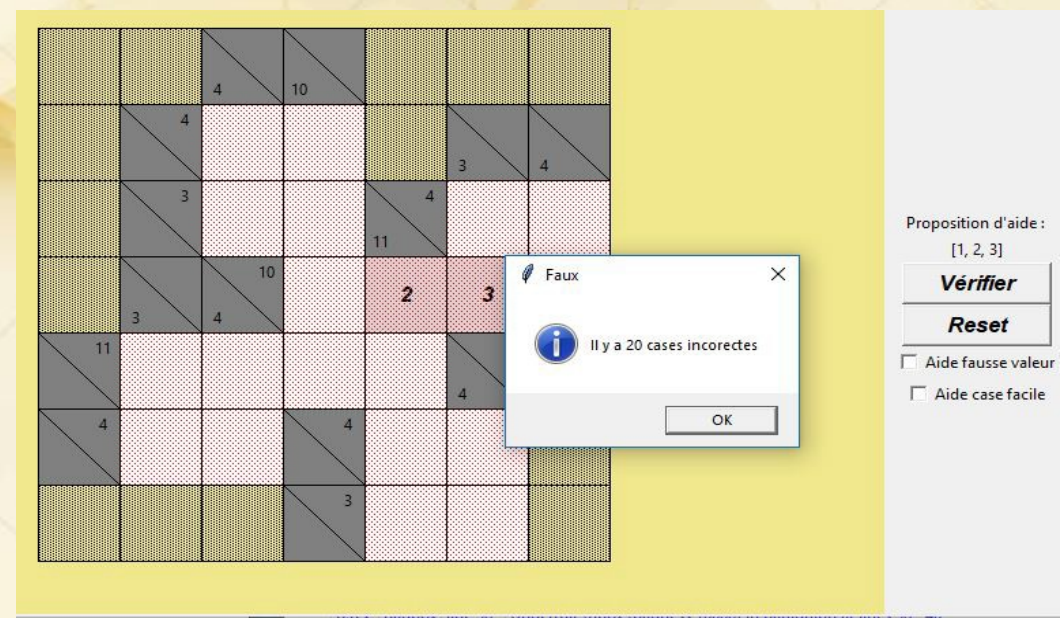 4 10
4 3 4
3 4
11
Proposition d'aide :
[1, 2, 3]
10
3 4
2 3
Faux
Il y a 20 cases incorectes
OK
Vérifier
Reset
Aide fausse valeur
Aide case facile
11 4
4 4
3